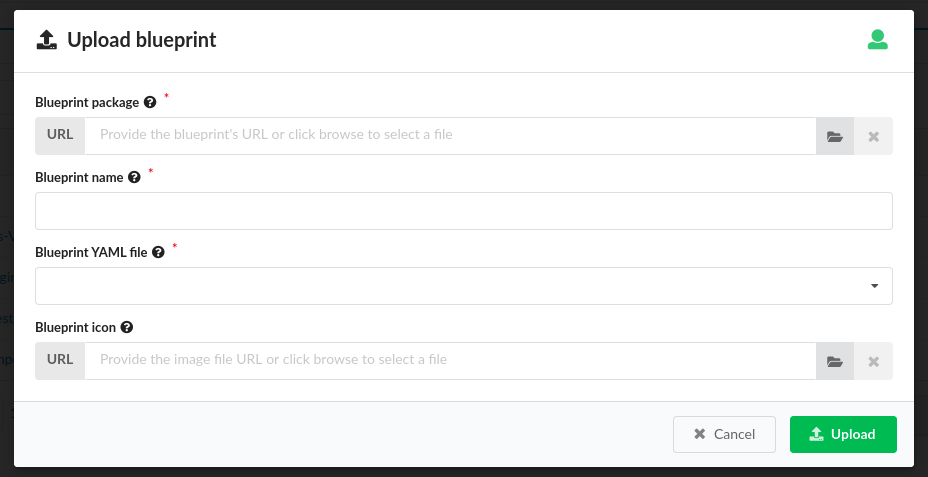 Upload blueprint
Blueprint package *
URL Provide the blueprint's URL or click browse to select a file
Blueprint name *
Blueprint YAML file *
Blueprint icon
URL Provide the image file URL or click browse to select a file
Cancel Upload